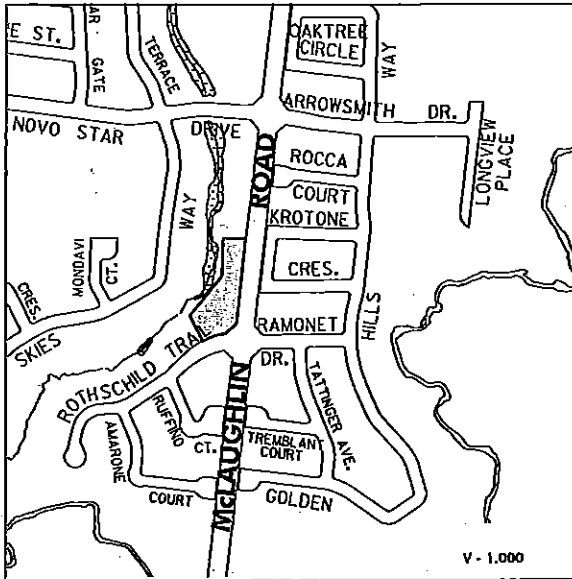 E ST.
GATE
TERRACE
OAKTREE
CIRCLE
WAY
ARROWSMITH DR.
NOVO STAR DRIVE
LONGVIEW
PLACE
ROCCA
COURT
KROTONE
CRES.
WAY
MONDAVI
CT.
CRES.
SKIES
ROTHSCHILD TRAIL
RAMONET
DR.
HILLS
TATTINGER AVE.
RUFFINO
CT.
AMARONE
COURT
TREMBLANT
COURT
GOLDEN
McLAUGHLIN ROAD
V - 1.000